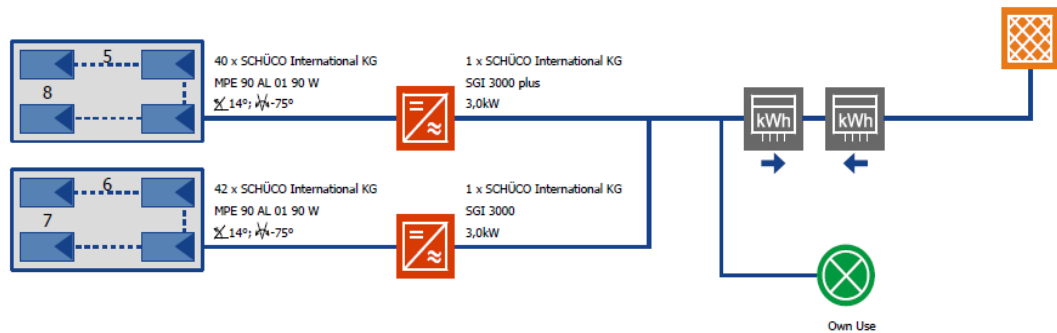 5
8
40 x SCHÜCO International KG
MPE 90 AL 01 90 W
14°; -75°
1 x SCHÜCO International KG
SGI 3000 plus
3,0kW
kWh
kWh
6
7
42 x SCHÜCO International KG
MPE 90 AL 01 90 W
14°; -75°
1 x SCHÜCO International KG
SGI 3000
3,0kW
Own Use